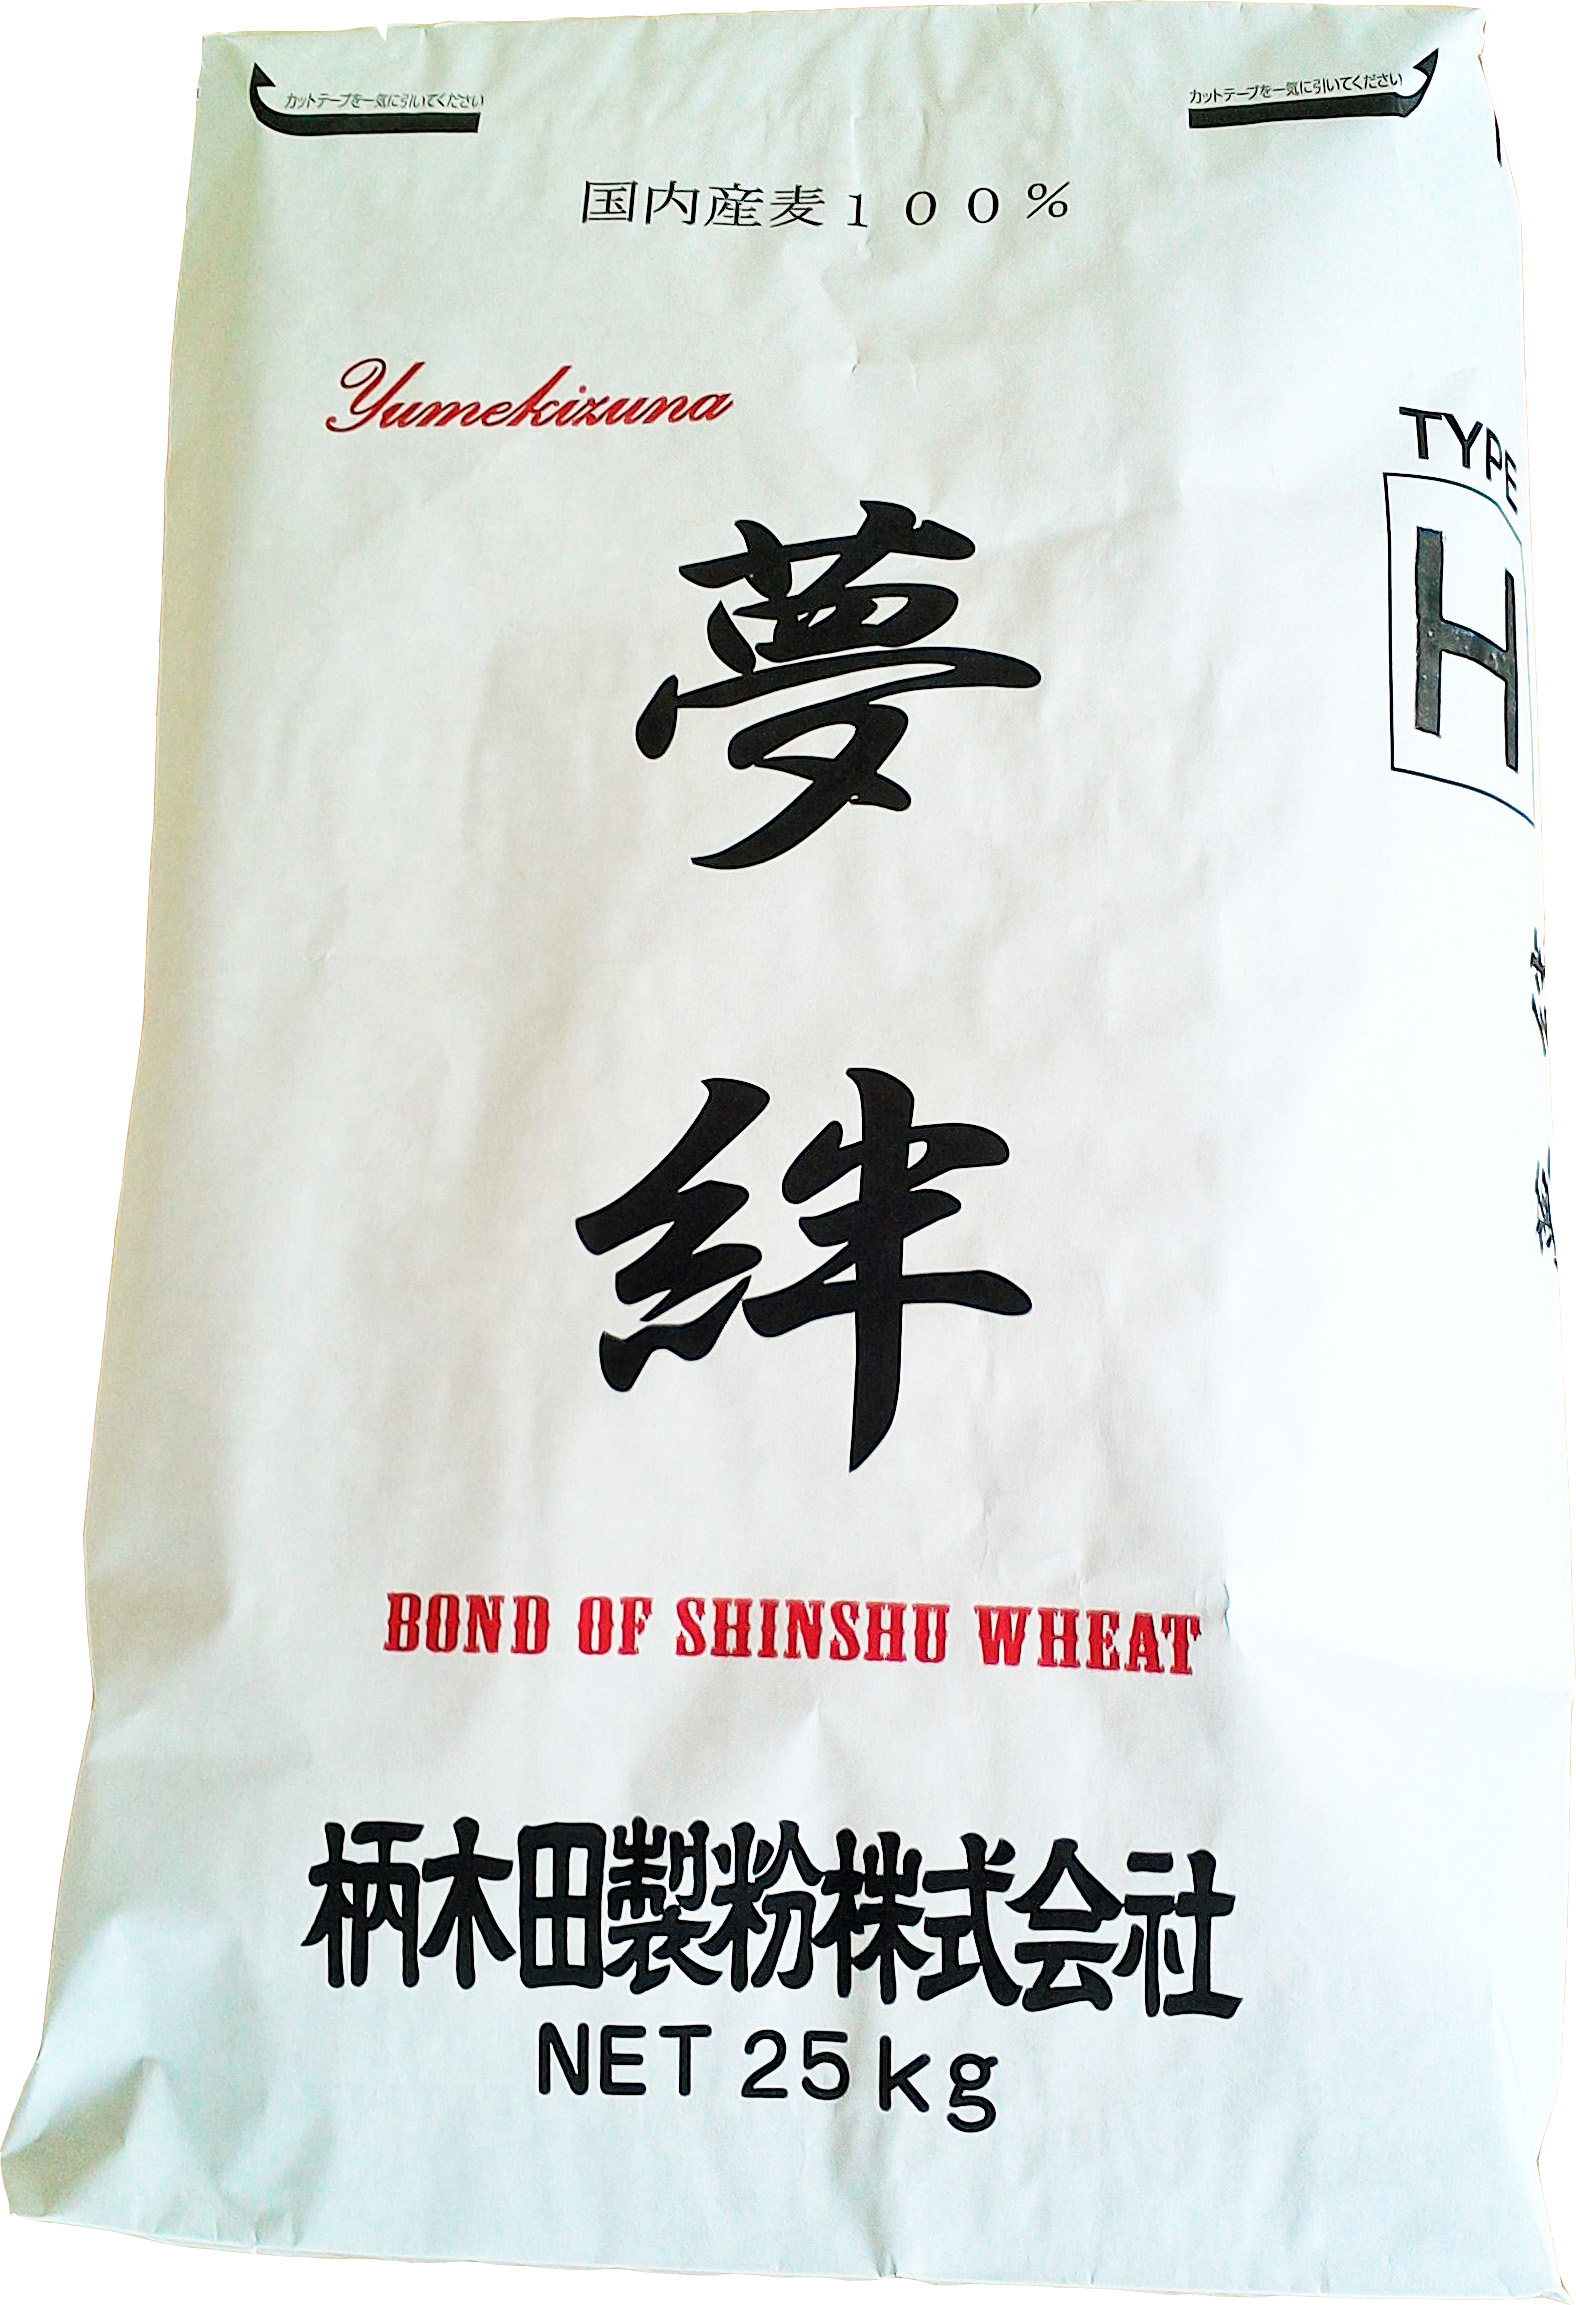 カットテープを一気に引いてください
カットテープを一気に引いてください
国内産麦１００％
Yumekizuna
TYPE
H
夢
絆
BOND OF SHINSHU WHEAT
柄木田製粉株式会社
NET 25kg